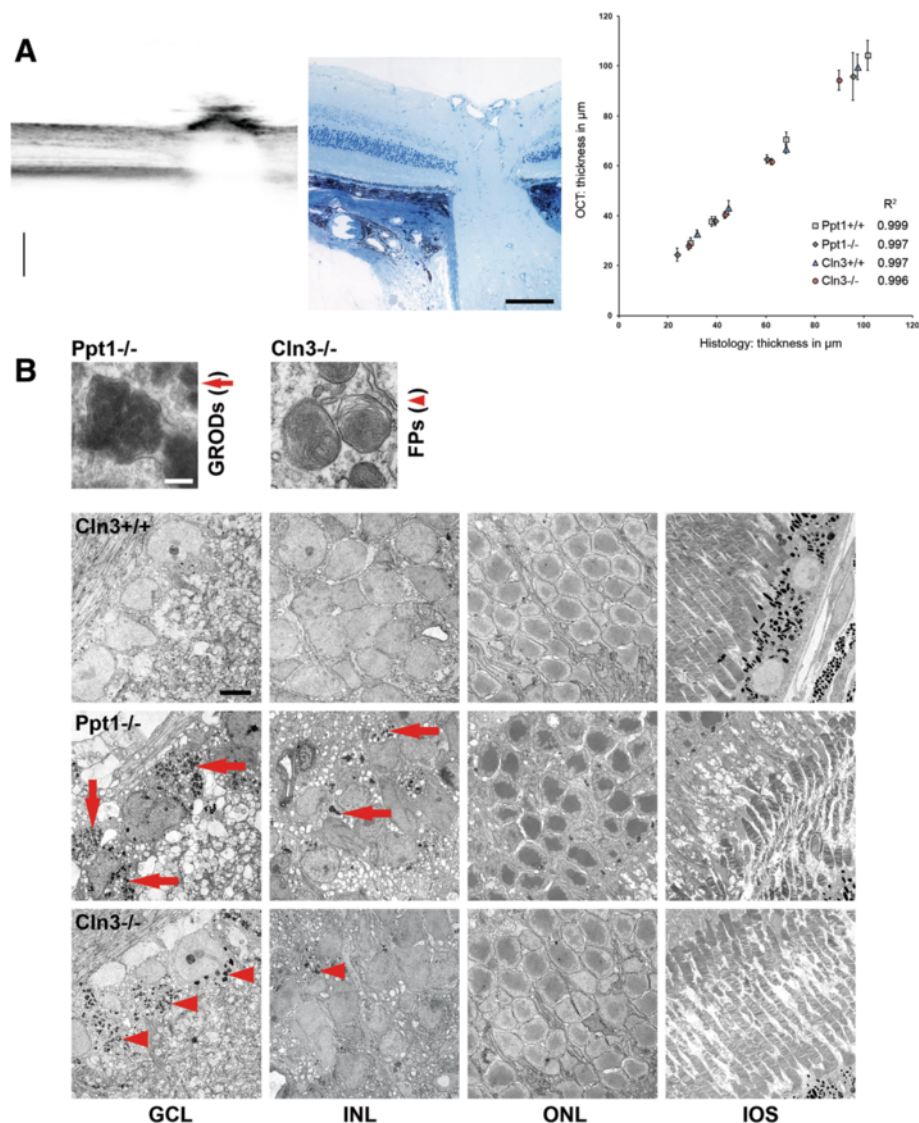 A
OCT: thickness in µm
120
100
80
60
40
20
0
0 20 40 60 80 100 120
Histology: thickness in µm
R2
Ppt1+/+ 0.999
Ppt1-/- 0.997
Cln3+/+ 0.997
Cln3-/- 0.996
B
Ppt1-/-
GRODs ( )
Cln3-/-
FPs ( )
Cln3+/+
Ppt1-/-
Cln3-/-
GCL INL ONL IOS